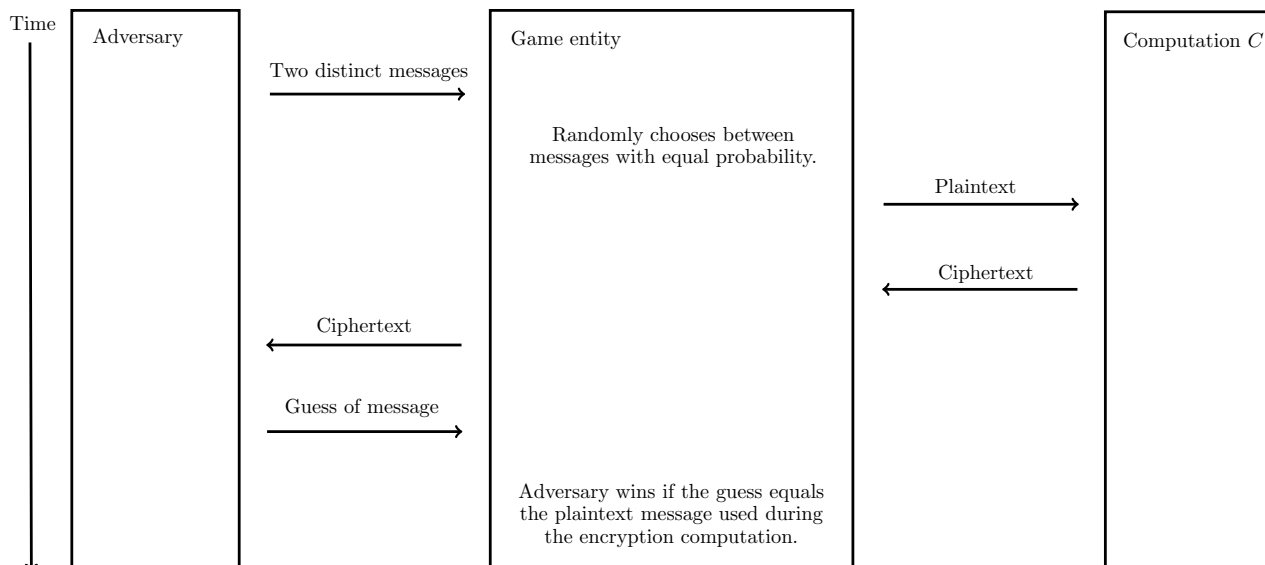 Time
Adversary
Game entity
Computation C
Two distinct messages
Randomly chooses between
messages with equal probability.
Plaintext
Ciphertext
Ciphertext
Guess of message
Adversary wins if the guess equals
the plaintext message used during
the encryption computation.